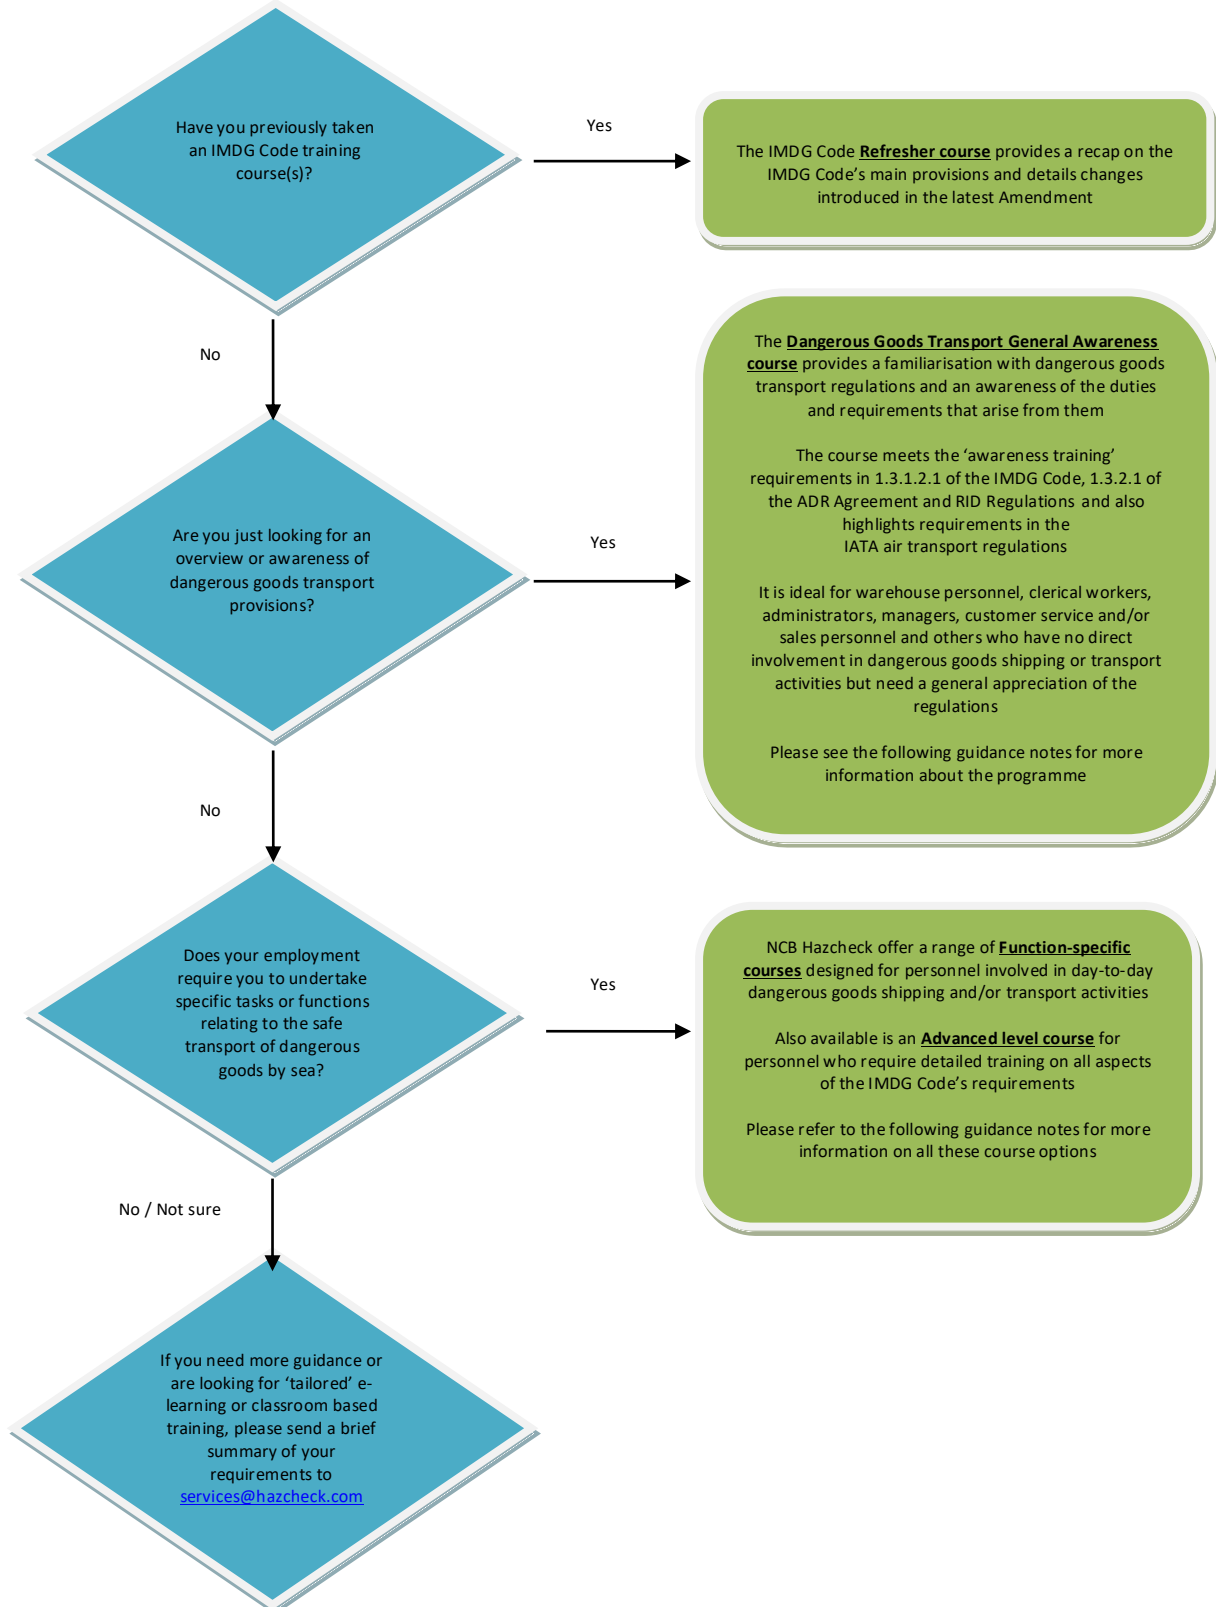 Have you previously taken
an IMDG Code training
course(s)?
Yes
The IMDG Code Refresher course provides a recap on the
IMDG Code’s main provisions and details changes
introduced in the latest Amendment
No
Are you just looking for an
overview or awareness of
dangerous goods transport
provisions?
Yes
The Dangerous Goods Transport General Awareness
course provides a familiarisation with dangerous goods
transport regulations and an awareness of the duties
and requirements that arise from them
The course meets the ‘awareness training’
requirements in 1.3.1.2.1 of the IMDG Code, 1.3.2.1 of
the ADR Agreement and RID Regulations and also
highlights requirements in the
IATA air transport regulations
It is ideal for warehouse personnel, clerical workers,
administrators, managers, customer service and/or
sales personnel and others who have no direct
involvement in dangerous goods shipping or transport
activities but need a general appreciation of the
regulations
Please see the following guidance notes for more
information about the programme
No
Does your employment
require you to undertake
specific tasks or functions
relating to the safe
transport of dangerous
goods by sea?
Yes
NCB Hazcheck offer a range of Function-specific
courses designed for personnel involved in day-to-day
dangerous goods shipping and/or transport activities
Also available is an Advanced level course for
personnel who require detailed training on all aspects
of the IMDG Code’s requirements
Please refer to the following guidance notes for more
information on all these course options
No / Not sure
If you need more guidance or
are looking for ‘tailored’ e-
learning or classroom based
training, please send a brief
summary of your
requirements to
services@hazcheck.com